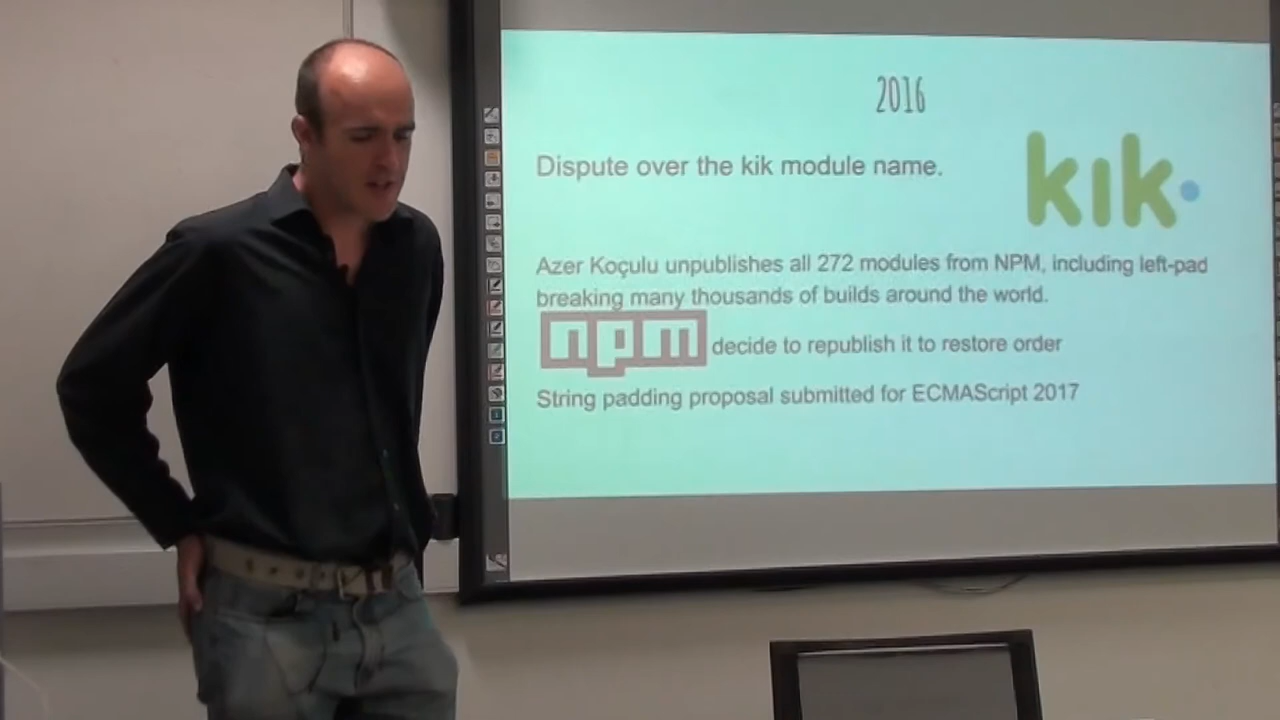 2016
Dispute over the kik module name.
kik.
Azer Koçulu unpublishes all 272 modules from NPM, including left-pad
breaking many thousands of builds around the world.
npm decide to republish it to restore order
String padding proposal submitted for ECMAScript 2017